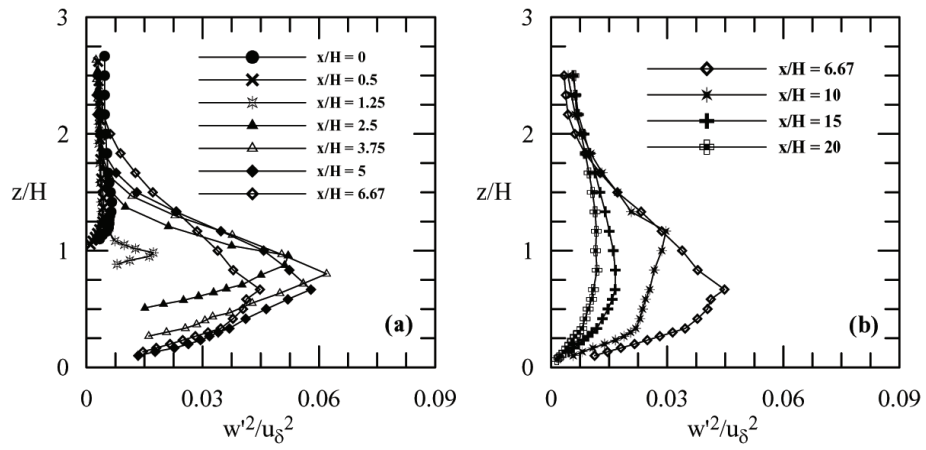 3
2
z/H
1
0
x/H = 0
x/H = 0.5
x/H = 1.25
x/H = 2.5
x/H = 3.75
x/H = 5
x/H = 6.67
(a)
0 0.03 0.06 0.09
w'²/u_δ²
3
2
z/H
1
0
x/H = 6.67
x/H = 10
x/H = 15
x/H = 20
(b)
0 0.03 0.06 0.09
w'²/u_δ²